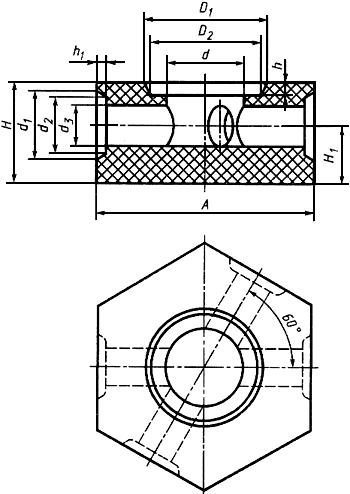 D₁
D₂
h₁
d
h
H
d₁
d₂
d₃
H₁
A
60°